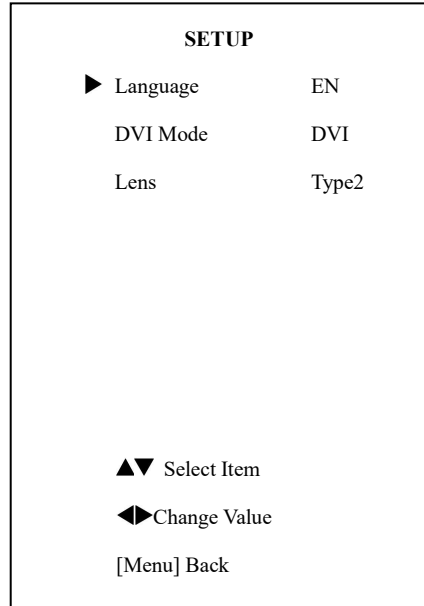 SETUP
▶ Language EN
DVI Mode DVI
Lens Type2
▲▼ Select Item
◀▶Change Value
[Menu] Back